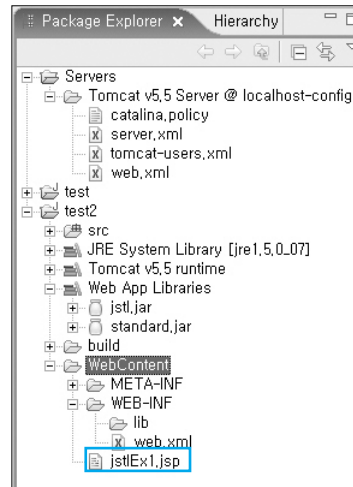 Package Explorer
Hierarchy
Servers
Tomcat v5.5 Server @ localhost-config
catalina.policy
server.xml
tomcat-users.xml
web.xml
test
test2
src
JRE System Library [jre1.5.0_07]
Tomcat v5.5 runtime
Web App Libraries
jstl.jar
standard.jar
build
WebContent
META-INF
WEB-INF
lib
web.xml
jstlEx1.jsp